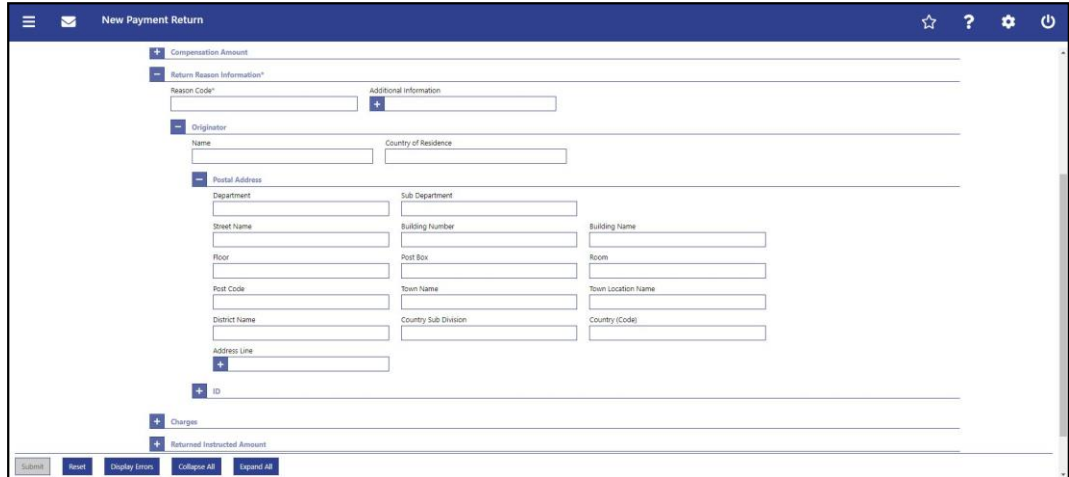 New Payment Return ?
+ Compensation Amount
− Return Reason Information*
Reason Code* Additional Information
+
− Originator
Name Country of Residence
− Postal Address
Department Sub Department
Street Name Building Number Building Name
Floor Post Box Room
Post Code Town Name Town Location Name
District Name Country Sub Division Country (Code)
Address Line
+
+ ID
+ Charges
+ Returned Instructed Amount
Submit Reset Display Errors Collapse All Expand All